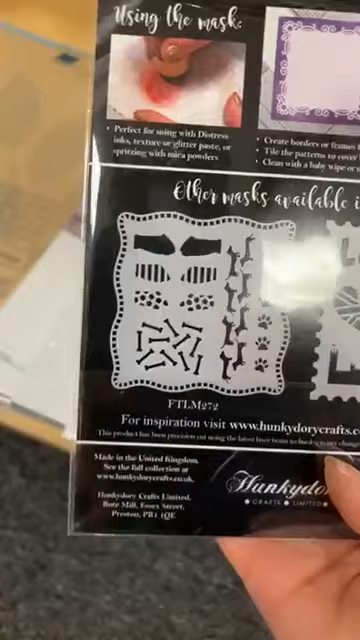 Using the mask:
• Perfect for using with Distress
inks, texture or glitter paste, or
spritzing with mica powders
• Create borders or frames
• Tile the patterns to cover
• Clean with a baby wipe or
Other masks available i
FTLM272
For inspiration visit www.hunkydorycrafts.co
This product has been precision cut using the latest laser beam technology, any
Made in the United Kingdom.
See the full collection at
www.hunkydorycrafts.co.uk.
Hunkydory Crafts Limited,
Essex Street,
Preston, PR1 1QE
Hunkydo
CRAFTS LIMITED